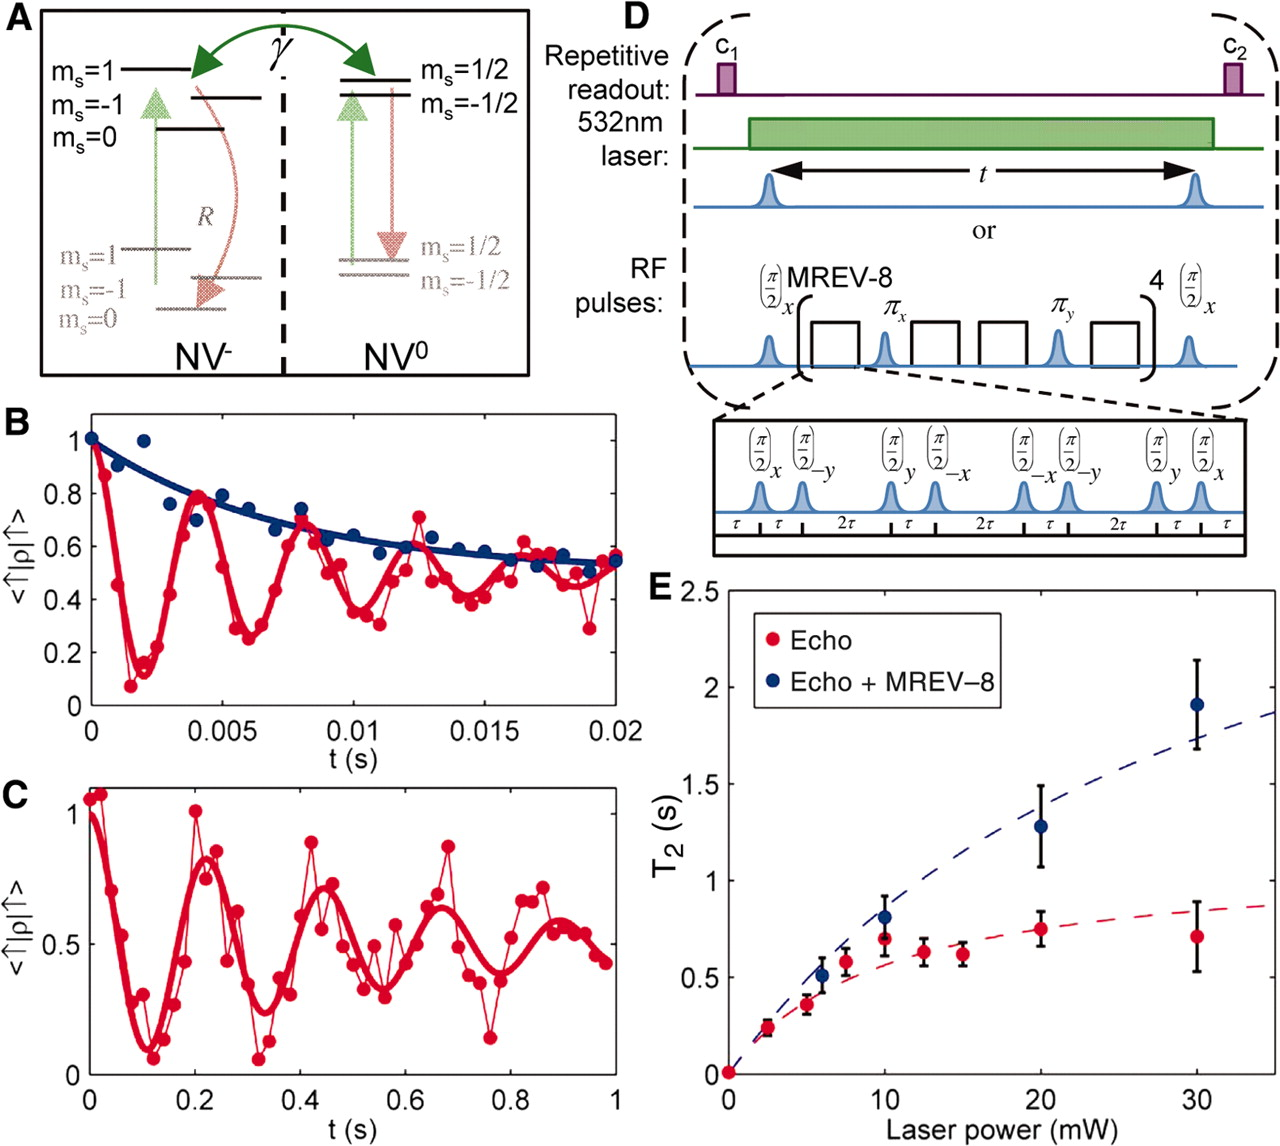 A
γ
m_s=1
m_s=-1
m_s=0
m_s=1/2
m_s=-1/2
R
m_s=1
m_s=-1
m_s=0
m_s=1/2
m_s=-1/2
NV-
NV0
B
<↑|ρ|↑>
1
0.8
0.6
0.4
0.2
0
0 0.005 0.01 0.015 0.02
t (s)
C
<↑|ρ|↑>
1
0.5
0
0 0.2 0.4 0.6 0.8 1
t (s)
D
Repetitive
readout:
C1
C2
532nm
laser:
t
or
RF
pulses:
(π/2)x
MREV-8
πx
πy
4
(π/2)x
(π/2)x (π/2)-y (π/2)y (π/2)-x (π/2)-x (π/2)-y (π/2)y (π/2)x
τ τ 2τ τ 2τ τ 2τ τ τ
E
2.5
2
1.5
1
0.5
0
T2 (s)
Echo
Echo + MREV–8
0 10 20 30
Laser power (mW)